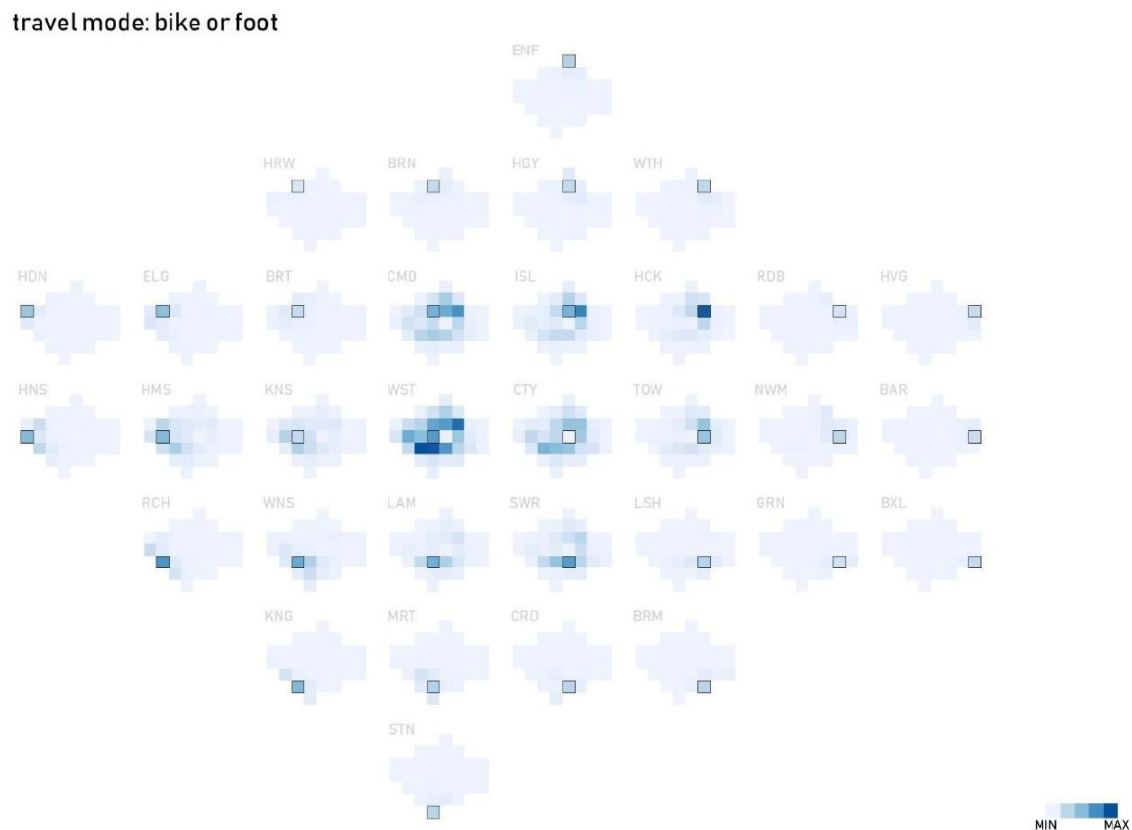 travel mode: bike or foot
ENF
HRW BRN HGY WTH
HDN ELG BRT CMD ISL HCK RDB HVG
HNS HMS KNS WST CTY TOW NWM BAR
RCH WNS LAM SWR LSH GRN BXL
KNG MRT CRD BRM
STN
MIN MAX